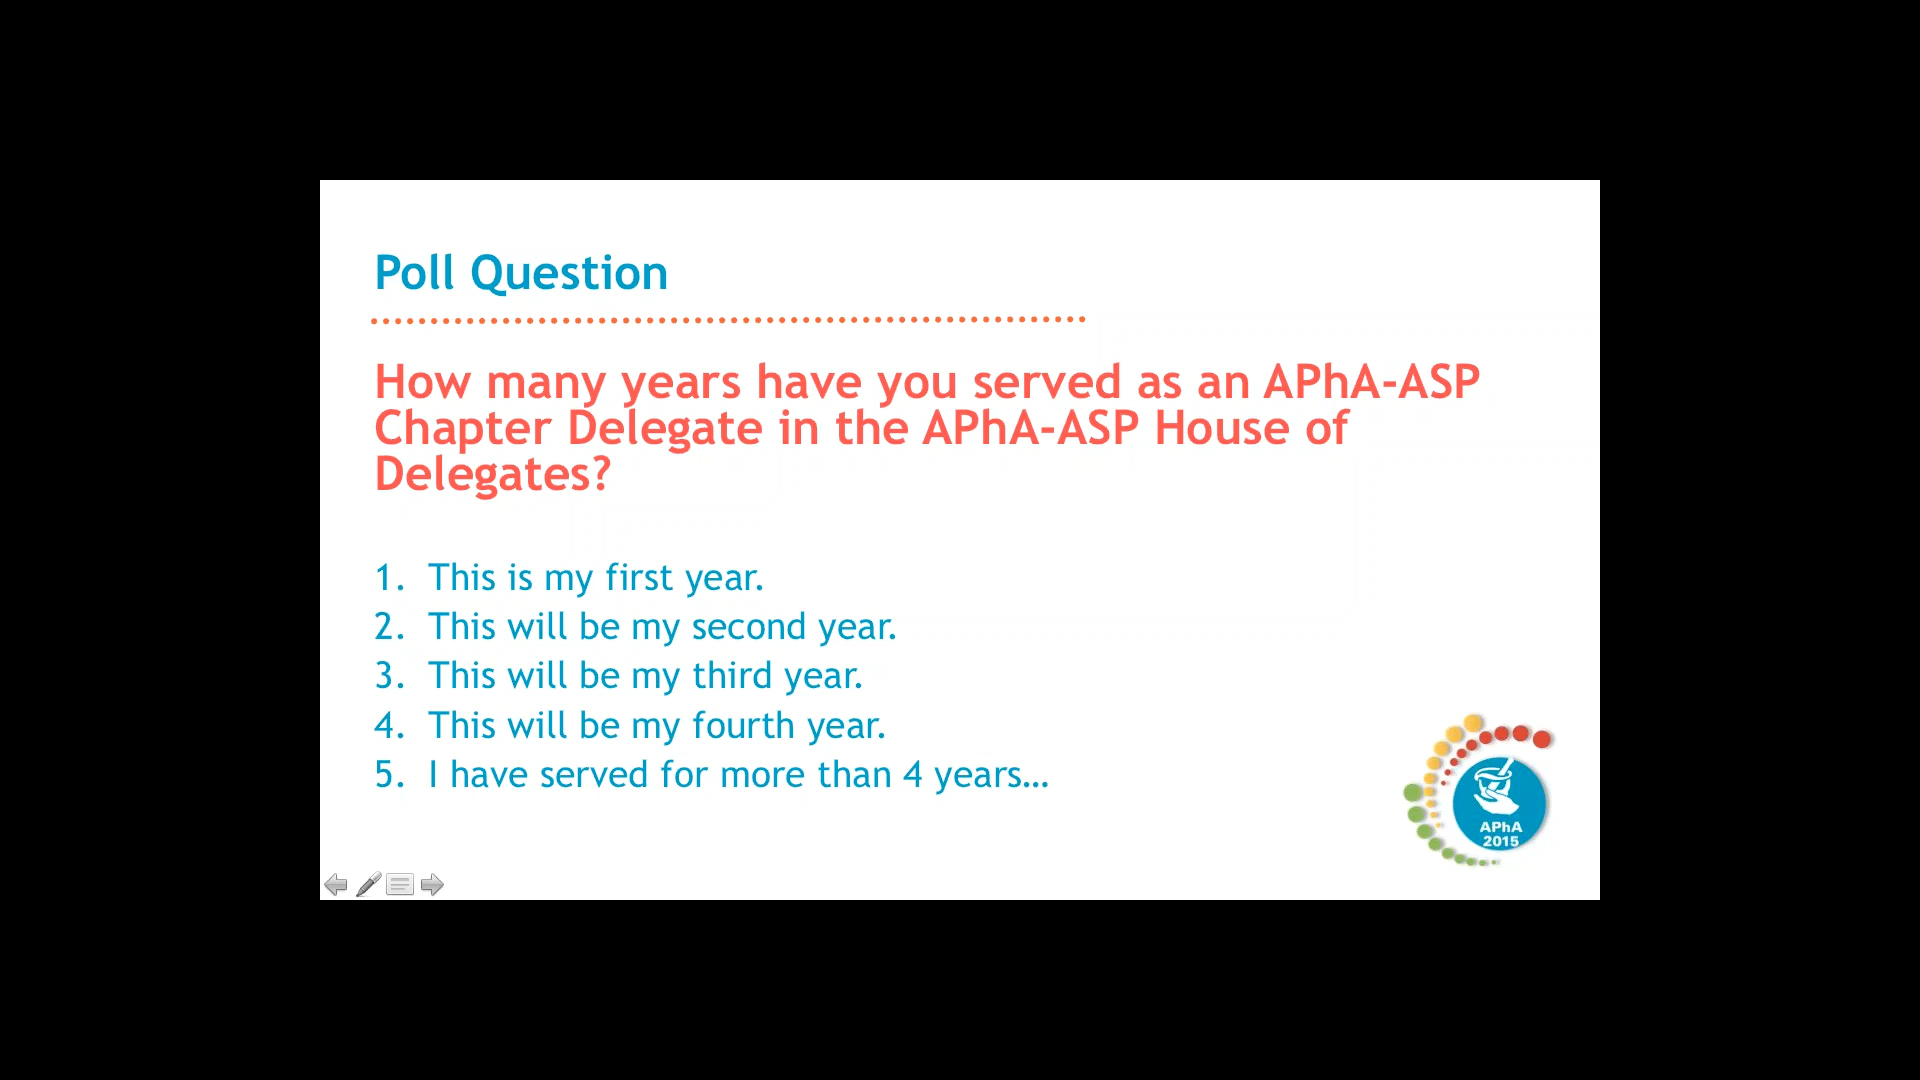 Poll Question
How many years have you served as an APhA-ASP
Chapter Delegate in the APhA-ASP House of
Delegates?
1. This is my first year.
2. This will be my second year.
3. This will be my third year.
4. This will be my fourth year.
5. I have served for more than 4 years...
APhA
2015